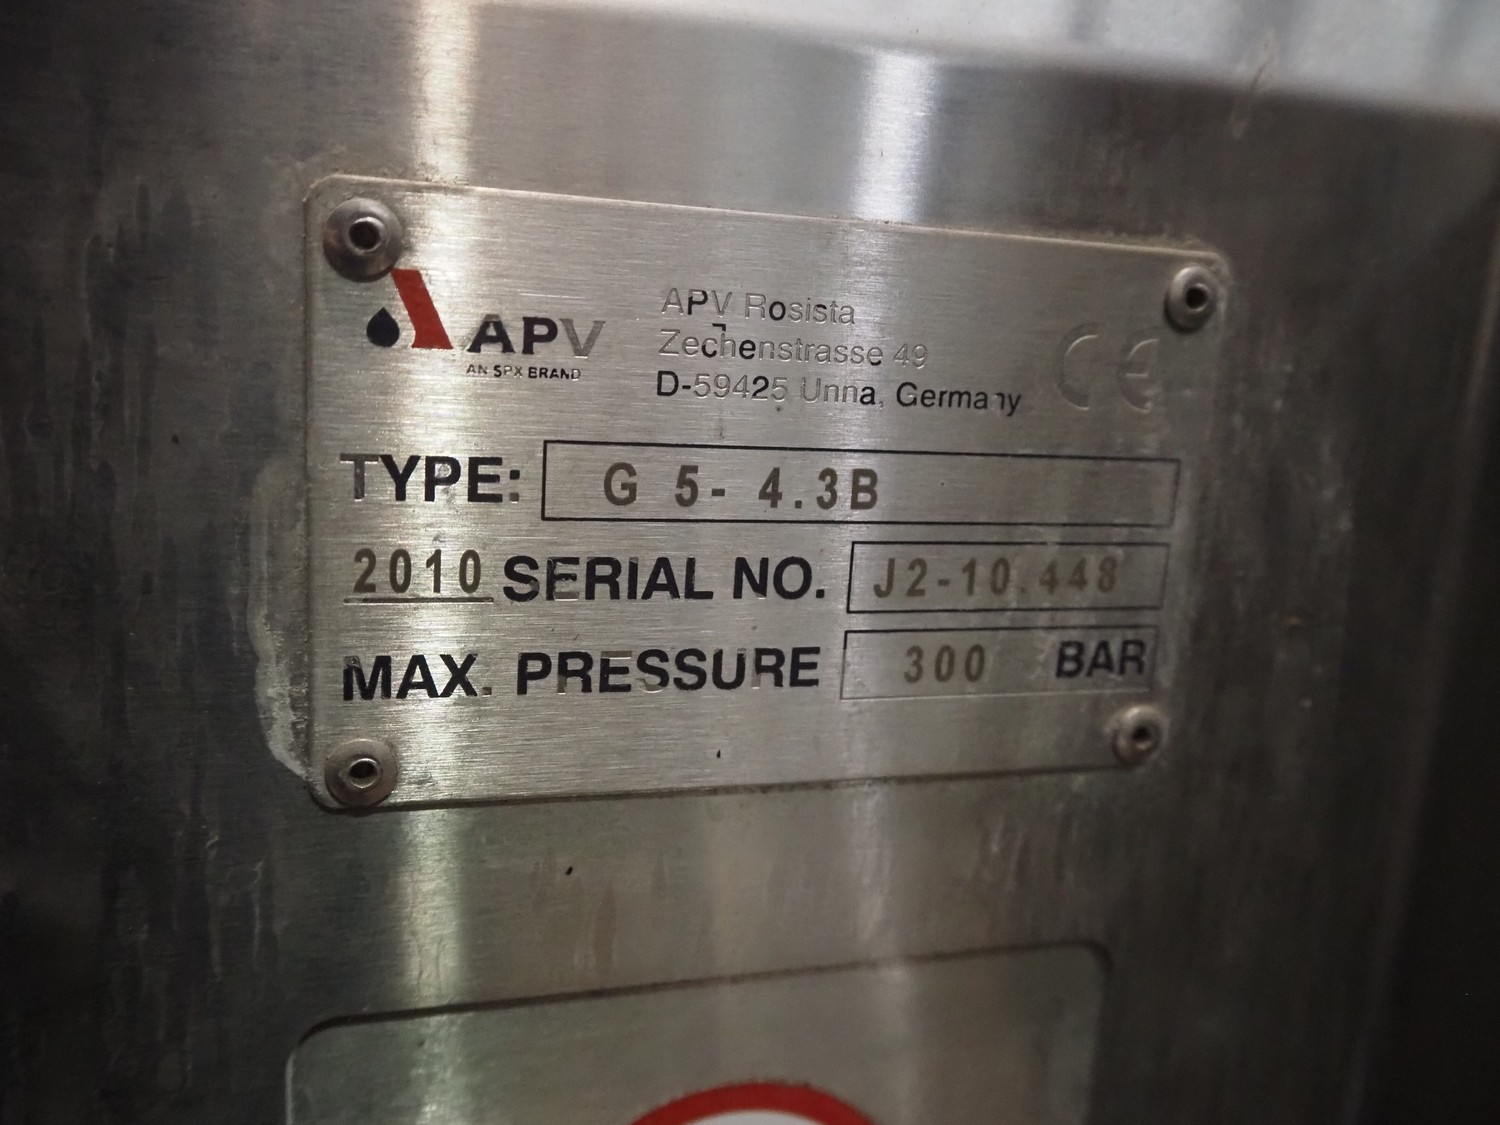 APV
AN SPX BRAND
APV Rosista
Zechenstrasse 49
D-59425 Unna, Germany
CE
TYPE: G 5- 4.3B
2010 SERIAL NO. J2-10.448
MAX. PRESSURE 300 BAR